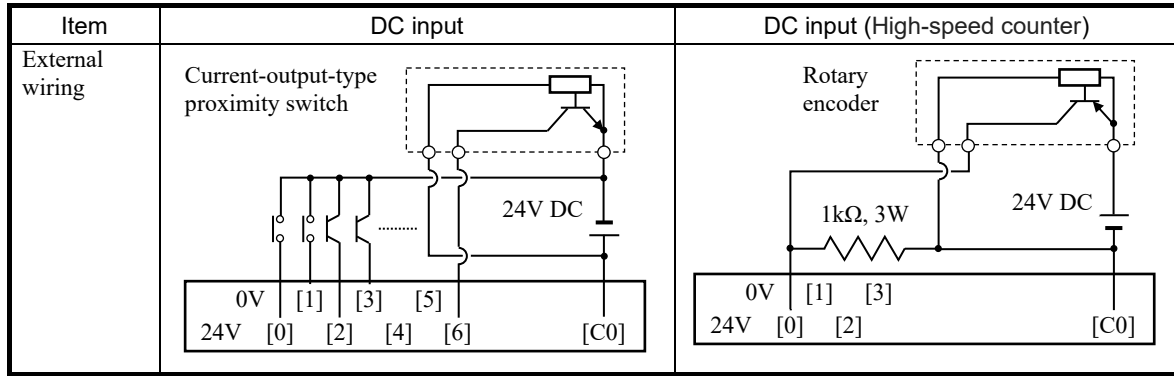 Item
DC input
DC input (High-speed counter)
External
wiring
Current-output-type
proximity switch
24V DC
0V [1] [3] [5]
24V [0] [2] [4] [6] [C0]
Rotary
encoder
24V DC
1kΩ, 3W
0V [1] [3]
24V [0] [2] [C0]